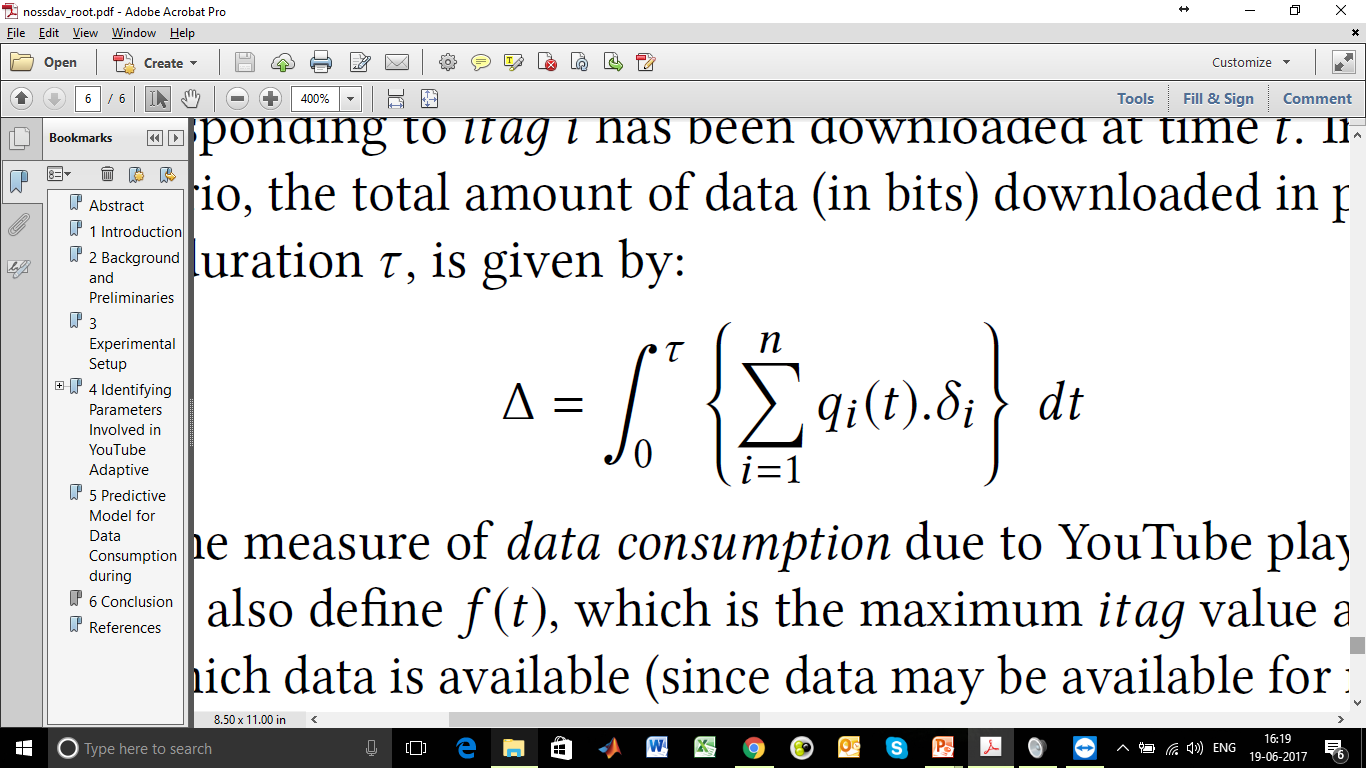 nossdav_root.pdf - Adobe Acrobat Pro
File Edit View Window Help
Open Create Customize
6 / 6 400% Tools Fill & Sign Comment
Bookmarks
Abstract
1 Introduction
2 Background
and
Preliminaries
3
Experimental
Setup
4 Identifying
Parameters
Involved in
YouTube
Adaptive
5 Predictive
Model for
Data
Consumption
during
6 Conclusion
References
sponding to itag i has been downloaded at time t. In
rio, the total amount of data (in bits) downloaded in p
duration τ, is given by:
Δ = ∫₀^τ { ∑_{i=1}^{n} qᵢ(t).δᵢ } dt
he measure of data consumption due to YouTube play
also define f(t), which is the maximum itag value a
hich data is available (since data may be available for
8.50 x 11.00 in
Type here to search
ENG
16:19
19-06-2017
6